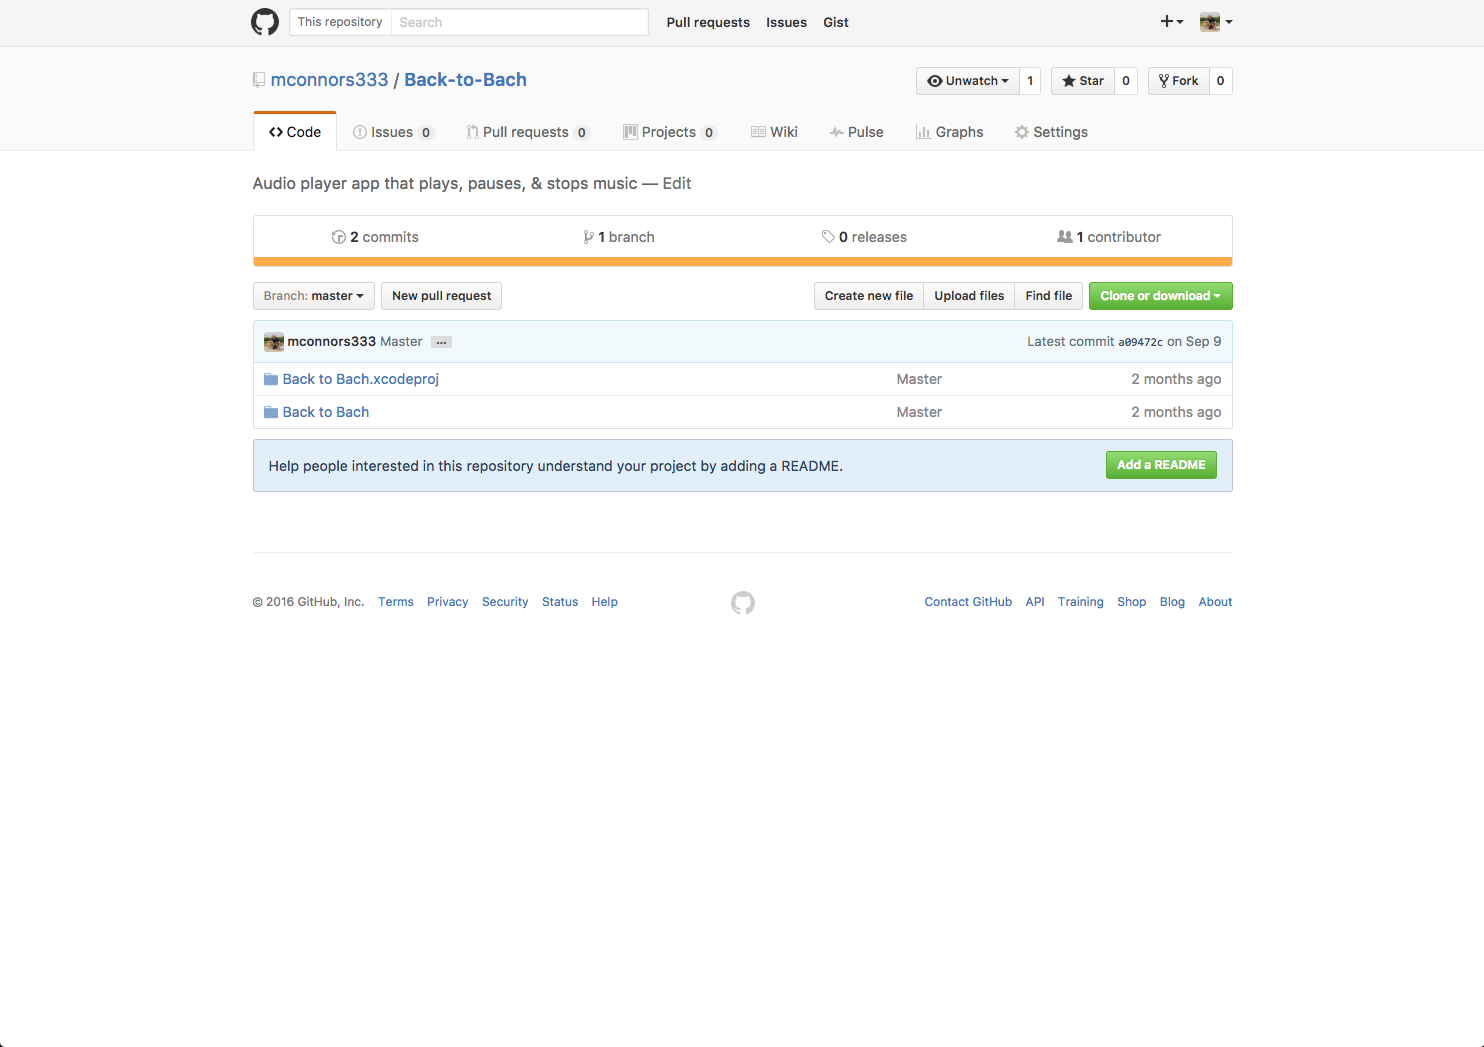 This repository Search Pull requests Issues Gist
mconnors333 / Back-to-Bach Unwatch 1 Star 0 Fork 0
Code Issues 0 Pull requests 0 Projects 0 Wiki Pulse Graphs Settings
Audio player app that plays, pauses, & stops music — Edit
2 commits 1 branch 0 releases 1 contributor
Branch: master New pull request Create new file Upload files Find file Clone or download
mconnors333 Master ... Latest commit a09472c on Sep 9
Back to Bach.xcodeproj Master 2 months ago
Back to Bach Master 2 months ago
Help people interested in this repository understand your project by adding a README. Add a README
© 2016 GitHub, Inc. Terms Privacy Security Status Help Contact GitHub API Training Shop Blog About